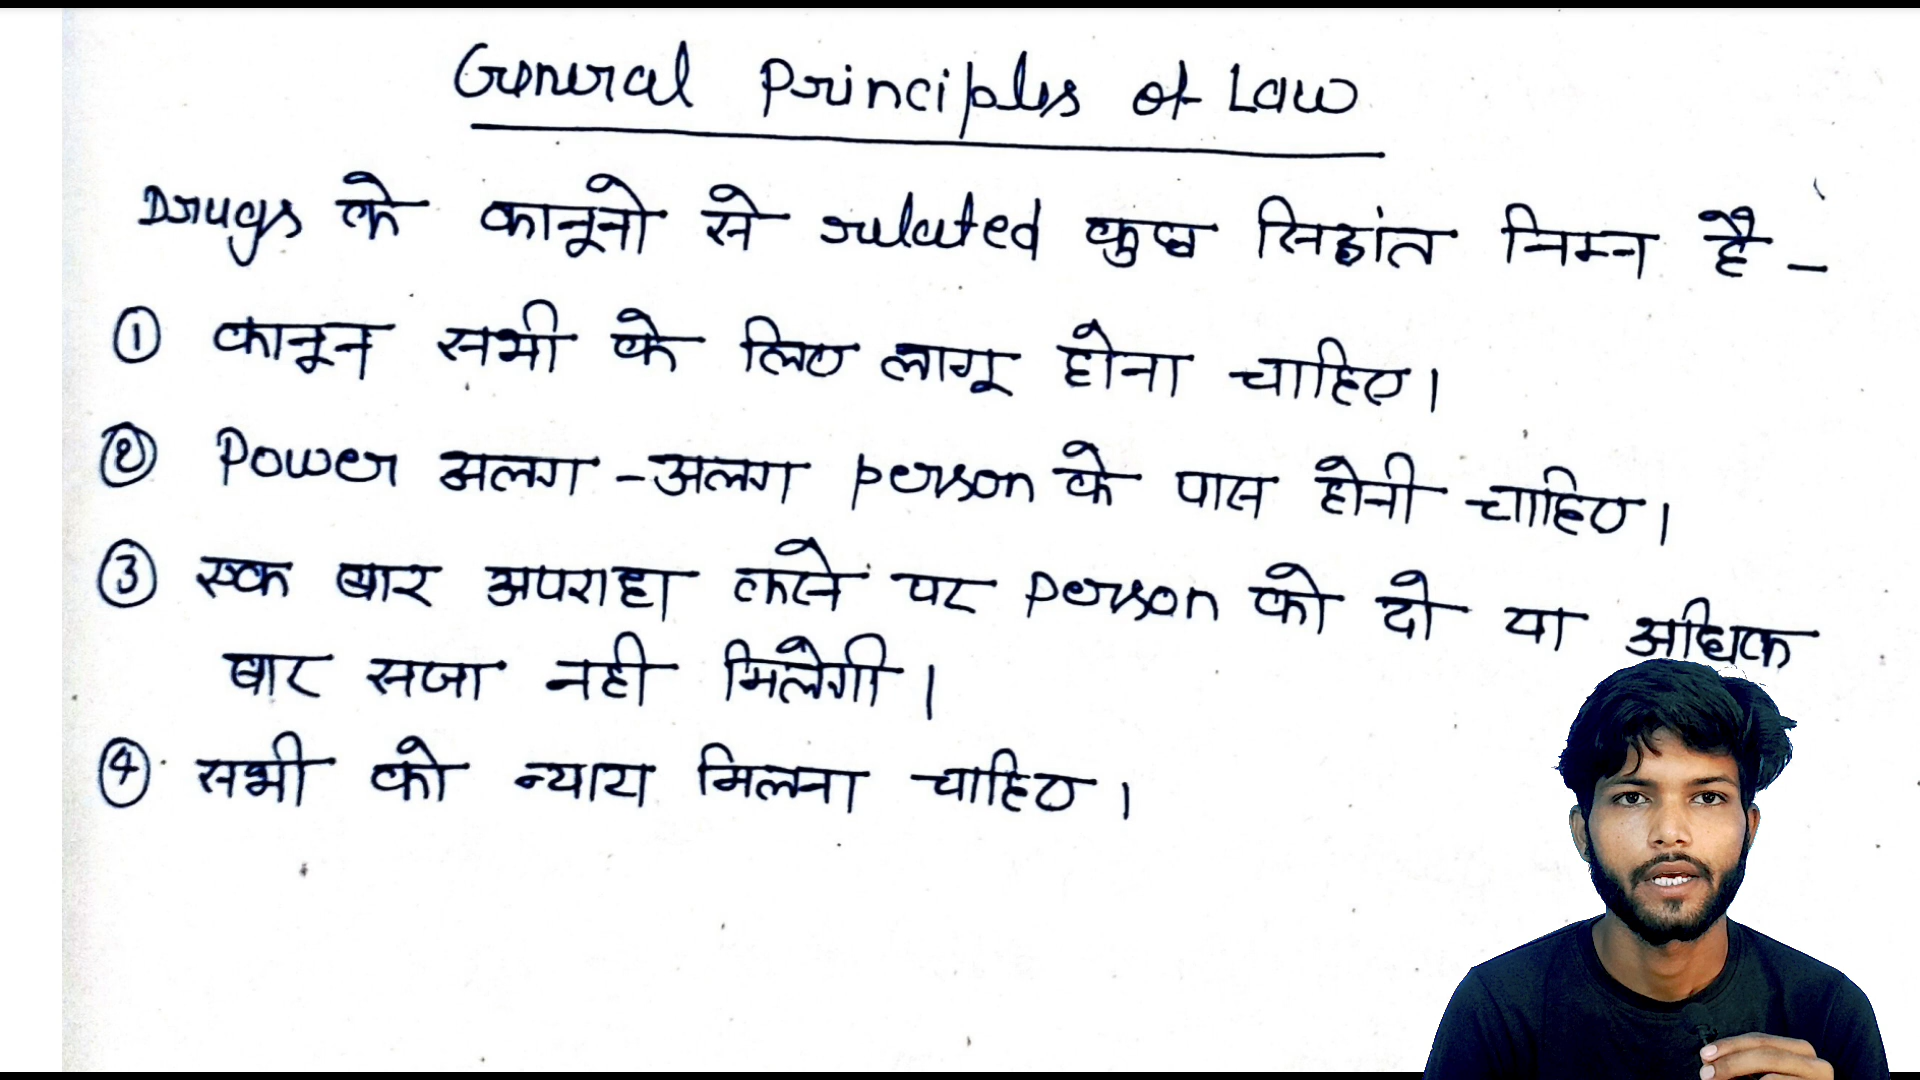 General Principles of Law
Drugs के कानूनो से related कुछ सिद्धांत निम्न है -
① कानून सभी के लिए लागू होना चाहिए।
② Power अलग - अलग person के पास होनी चाहिए।
③ एक बार अपराध करने पर person को दो या अधिक
बार सजा नही मिलेगी।
④ सभी को न्याय मिलना चाहिए।